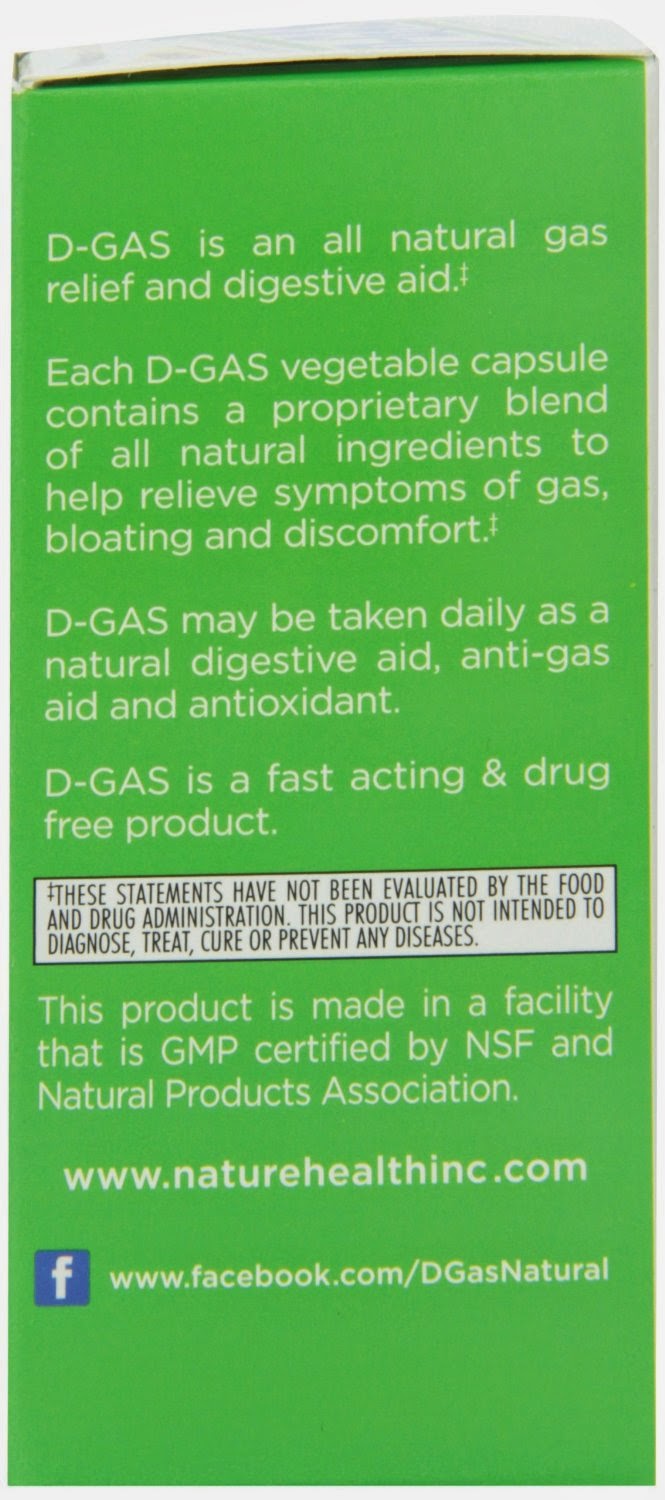 D-GAS is an all natural gas
relief and digestive aid.‡
Each D-GAS vegetable capsule
contains a proprietary blend
of all natural ingredients to
help relieve symptoms of gas,
bloating and discomfort.‡
D-GAS may be taken daily as a
natural digestive aid, anti-gas
aid and antioxidant.
D-GAS is a fast acting & drug
free product.
‡THESE STATEMENTS HAVE NOT BEEN EVALUATED BY THE FOOD
AND DRUG ADMINISTRATION. THIS PRODUCT IS NOT INTENDED TO
DIAGNOSE, TREAT, CURE OR PREVENT ANY DISEASES.
This product is made in a facility
that is GMP certified by NSF and
Natural Products Association.
www.naturehealthinc.com
f www.facebook.com/DGasNatural